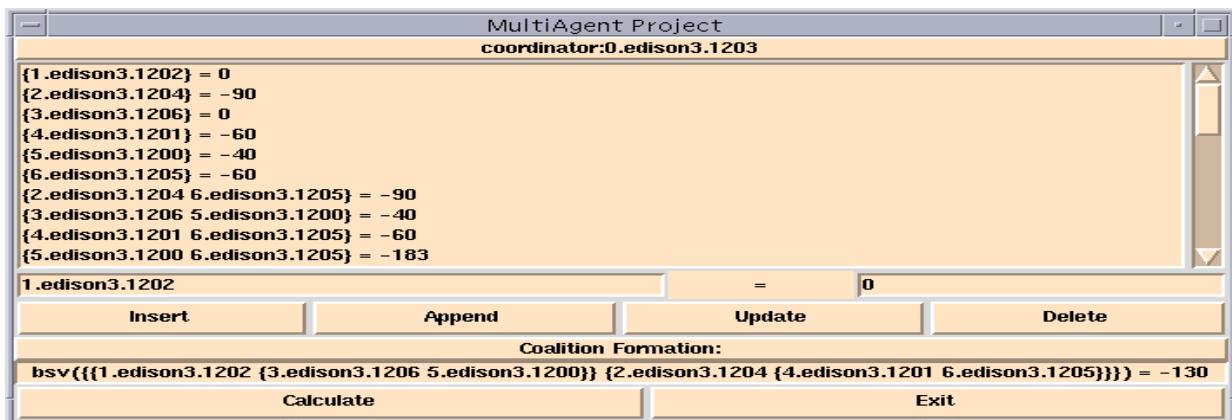 MultiAgent Project
coordinator:0.edison3.1203
{1.edison3.1202} = 0
{2.edison3.1204} = -90
{3.edison3.1206} = 0
{4.edison3.1201} = -60
{5.edison3.1200} = -40
{6.edison3.1205} = -60
{2.edison3.1204 6.edison3.1205} = -90
{3.edison3.1206 5.edison3.1200} = -40
{4.edison3.1201 6.edison3.1205} = -60
{5.edison3.1200 6.edison3.1205} = -183
1.edison3.1202 = 0
Insert Append Update Delete
Coalition Formation:
bsv({{{1.edison3.1202 {3.edison3.1206 5.edison3.1200}} {2.edison3.1204 {4.edison3.1201 6.edison3.1205}}}) = -130
Calculate Exit